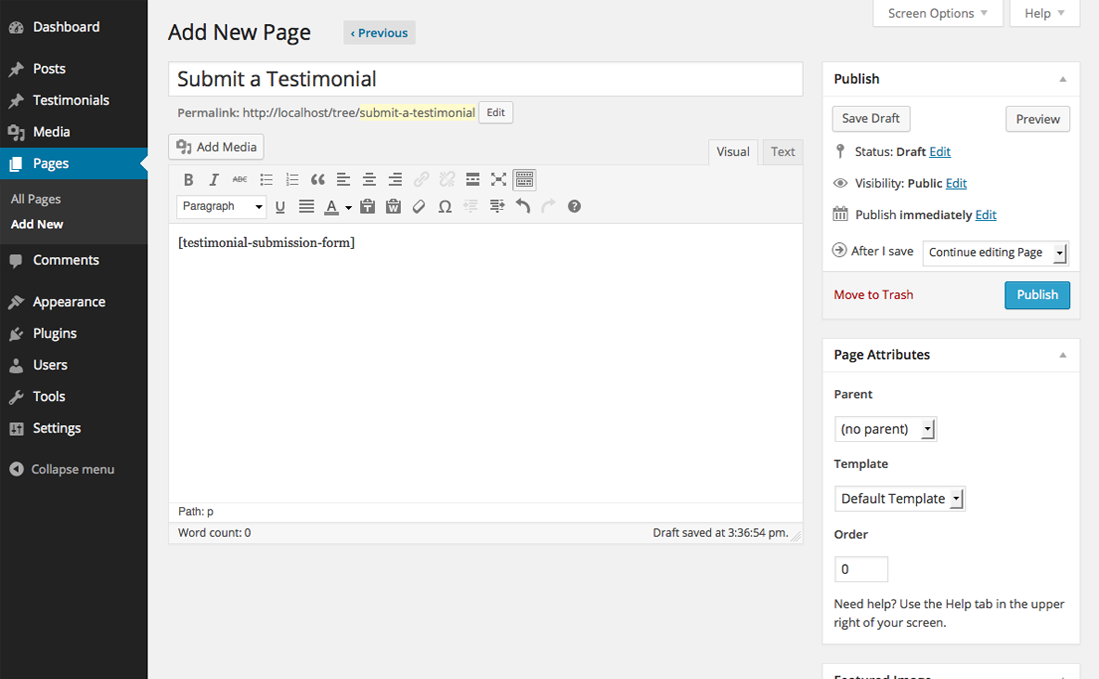 Dashboard
Posts
Testimonials
Media
Pages
All Pages
Add New
Comments
Appearance
Plugins
Users
Tools
Settings
Collapse menu
Screen Options
Help
Add New Page
‹ Previous
Submit a Testimonial
Permalink: http://localhost/tree/submit-a-testimonial Edit
Add Media
Visual Text
B I ABC
Paragraph U A T W Ω ?
[testimonial-submission-form]
Path: p
Word count: 0
Draft saved at 3:36:54 pm.
Publish
Save Draft Preview
Status: Draft Edit
Visibility: Public Edit
Publish immediately Edit
After I save Continue editing Page
Move to Trash Publish
Page Attributes
Parent
(no parent)
Template
Default Template
Order
0
Need help? Use the Help tab in the upper
right of your screen.
Featured Image